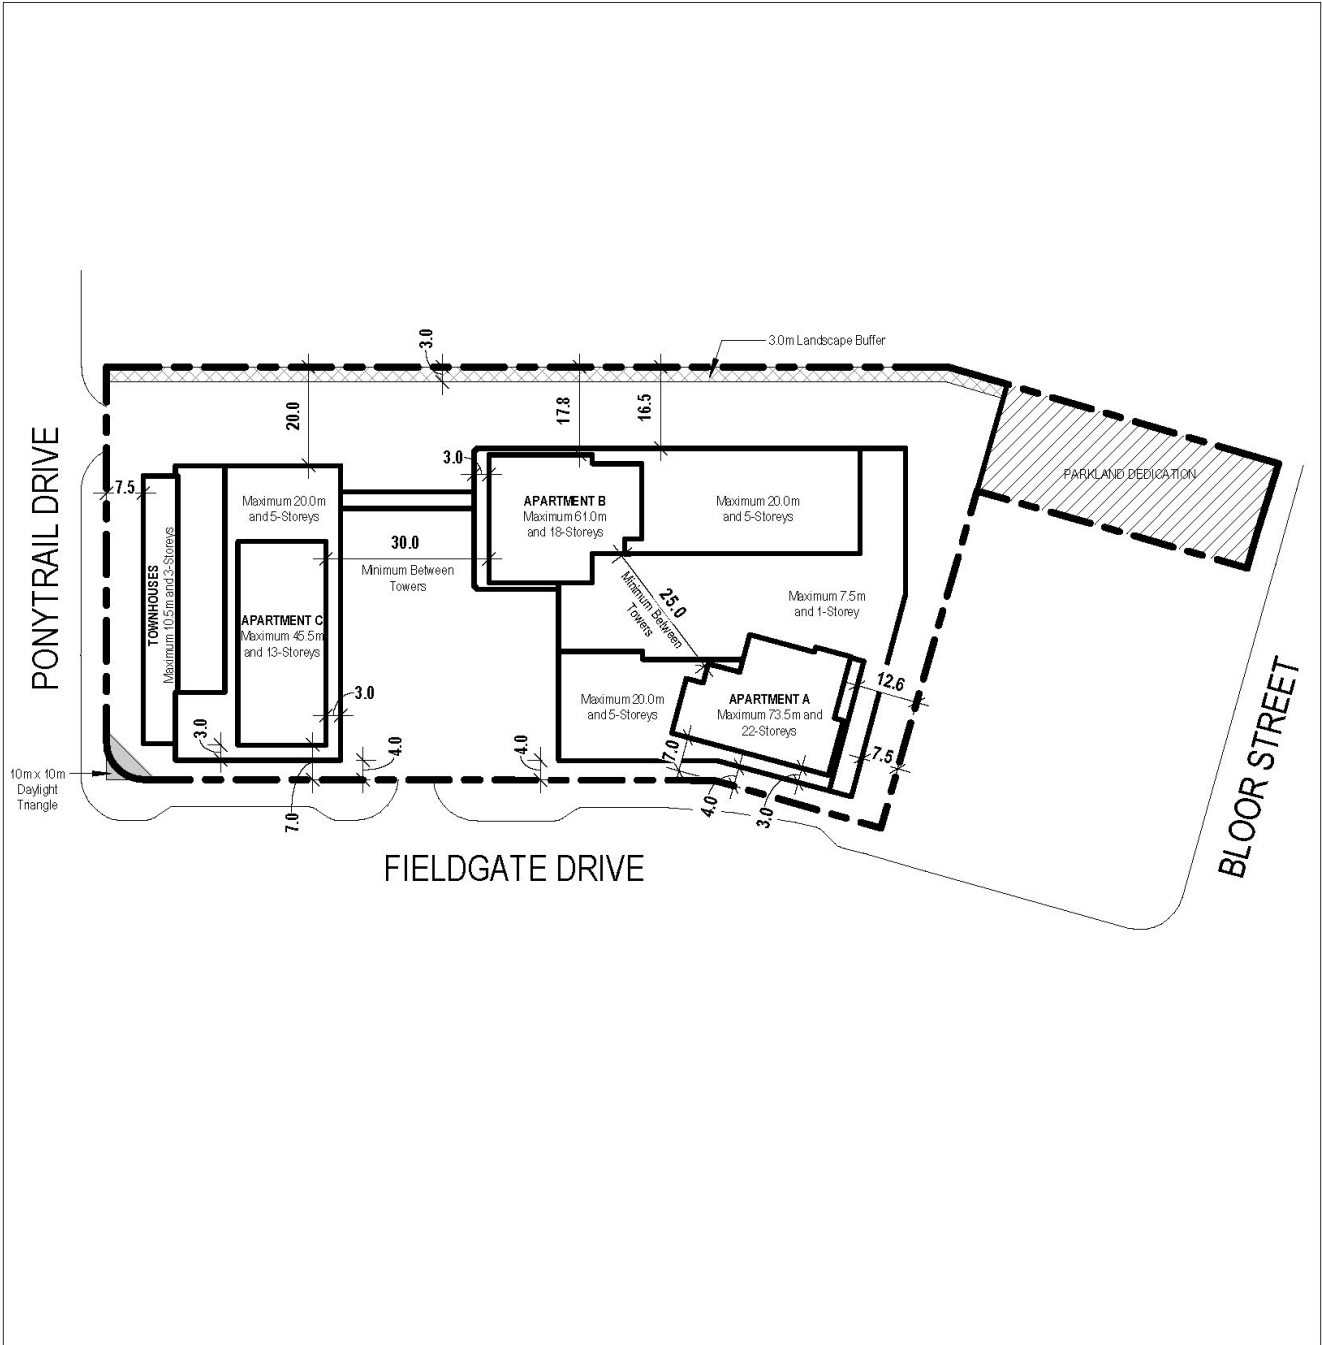 3.0m Landscape Buffer
3.0
20.0
17.8
16.5
PONYTRAIL DRIVE
7.5
3.0
PARKLAND DEDICATION
Maximum 20.0m
and 5-Storeys
APARTMENT B
Maximum 61.0m
and 18-Storeys
Maximum 20.0m
and 5-Storeys
30.0
Minimum Between
Towers
25.0
Minimum Between
Towers
Maximum 7.5m
and 1-Storey
TOWNHOUSES
Maximum 10.5m and 3-Storeys
APARTMENT C
Maximum 45.5m
and 13-Storeys
3.0
12.6
Maximum 20.0m
and 5-Storeys
APARTMENT A
Maximum 73.5m and
22-Storeys
3.0
4.0
4.0
7.0
7.5
10m x 10m
Daylight
Triangle
7.0
4.0
3.0
BLOOR STREET
FIELDGATE DRIVE